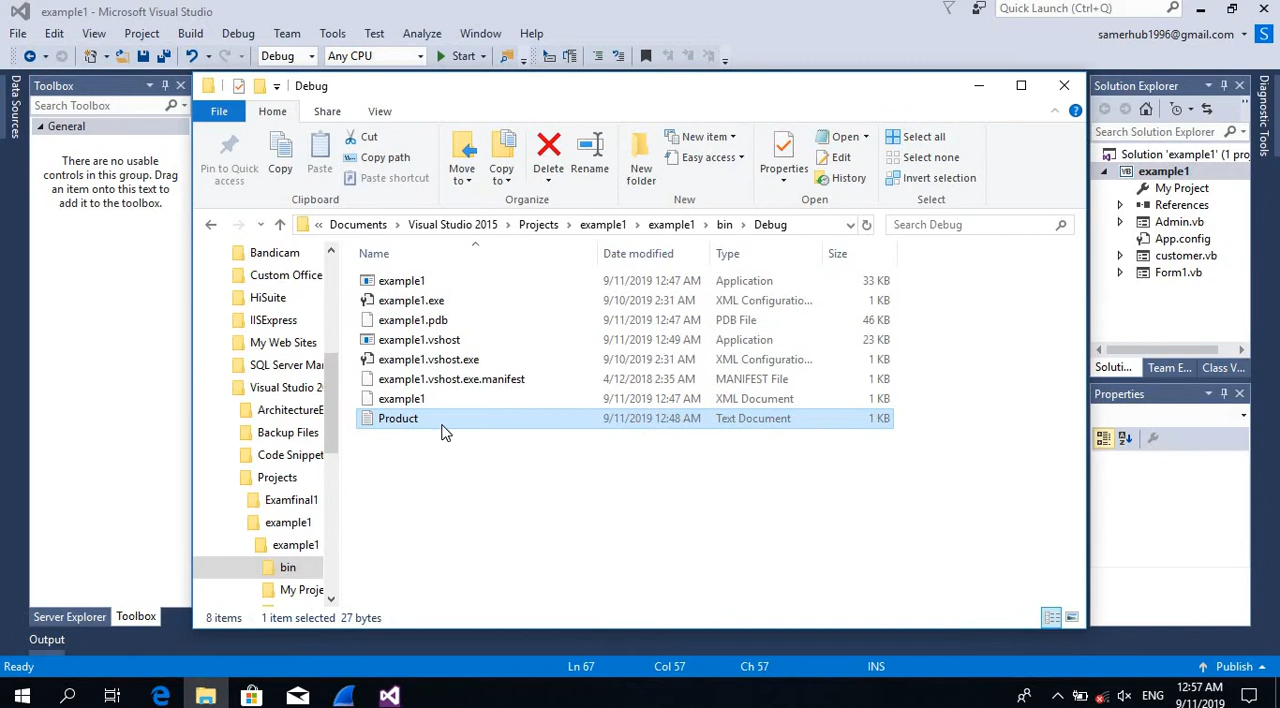 example1 - Microsoft Visual Studio
Quick Launch (Ctrl+Q)
File Edit View Project Build Debug Team Tools Test Analyze Window Help
samerhub1996@gmail.com S
Debug Any CPU Start
Toolbox
Search Toolbox
General
There are no usable
controls in this group. Drag
an item onto this text to
add it to the toolbox.
Data Sources
Debug
File Home Share View
Pin to Quick
access
Copy
Paste
Cut
Copy path
Paste shortcut
Clipboard
Move
to
Copy
to
Delete
Rename
Organize
New
folder
New item
Easy access
New
Properties
Open
Edit
History
Open
Select all
Select none
Invert selection
Select
« Documents Visual Studio 2015 Projects example1 example1 bin Debug
Search Debug
Bandicam
Custom Office
HiSuite
IISExpress
My Web Sites
SQL Server Mar
Visual Studio 2
ArchitectureE
Backup Files
Code Snippet
Projects
Examfinal1
example1
example1
bin
My Proje
Name Date modified Type Size
example1 9/11/2019 12:47 AM Application 33 KB
example1.exe 9/10/2019 2:31 AM XML Configuratio... 1 KB
example1.pdb 9/11/2019 12:47 AM PDB File 46 KB
example1.vshost 9/11/2019 12:49 AM Application 23 KB
example1.vshost.exe 9/10/2019 2:31 AM XML Configuratio... 1 KB
example1.vshost.exe.manifest 4/12/2018 2:35 AM MANIFEST File 1 KB
example1 9/11/2019 12:47 AM XML Document 1 KB
Product 9/11/2019 12:48 AM Text Document 1 KB
8 items 1 item selected 27 bytes
Solution Explorer
Search Solution Explorer
Solution 'example1' (1 proj
VB example1
My Project
References
Admin.vb
App.config
customer.vb
Form1.vb
Soluti... Team E... Class V...
Properties
Diagnostic Tools
Server Explorer Toolbox
Output
Ready Ln 67 Col 57 Ch 57 INS Publish
ENG
12:57 AM
9/11/2019